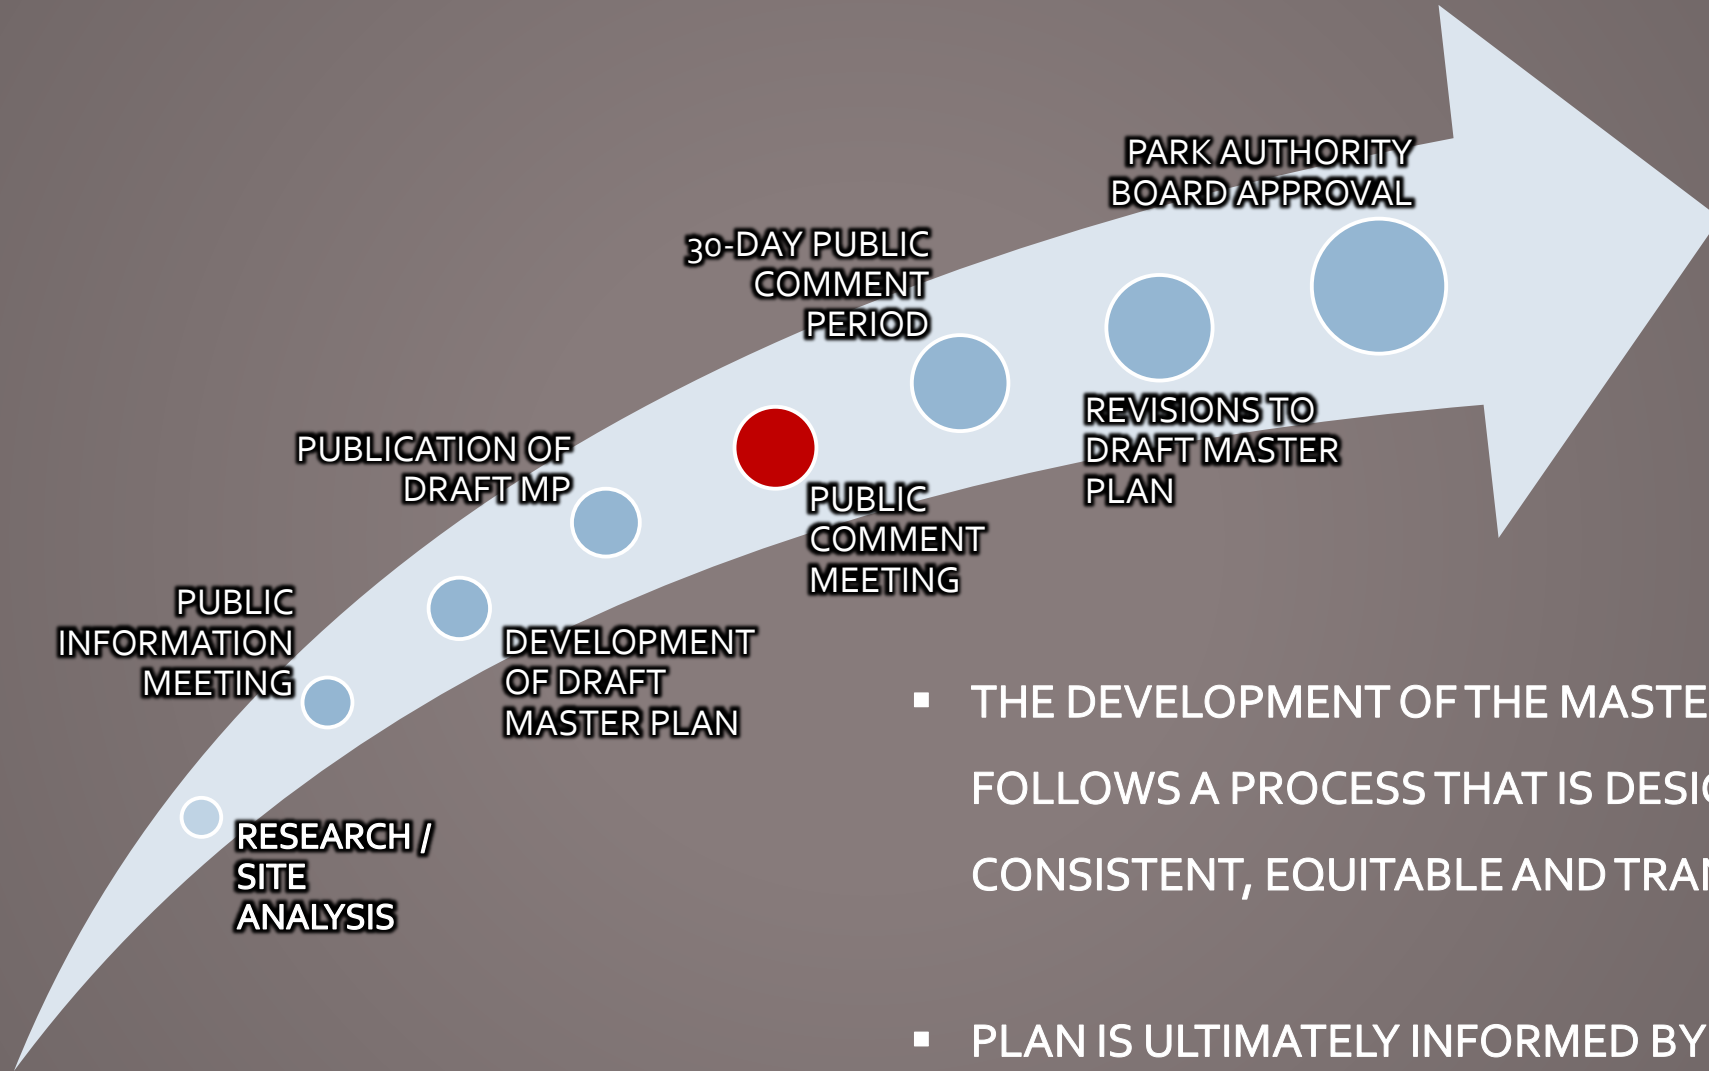 PARK AUTHORITY
BOARD APPROVAL
30-DAY PUBLIC
COMMENT
PERIOD
REVISIONS TO
DRAFT MASTER
PLAN
PUBLICATION OF
DRAFT MP
PUBLIC
COMMENT
MEETING
PUBLIC
INFORMATION
MEETING
DEVELOPMENT
OF DRAFT
MASTER PLAN
RESEARCH /
SITE
ANALYSIS
▪ THE DEVELOPMENT OF THE
FOLLOWS A PROCESS THAT IS
CONSISTENT, EQUITABLE AND
▪ PLAN IS ULTIMATELY INFORMED BY